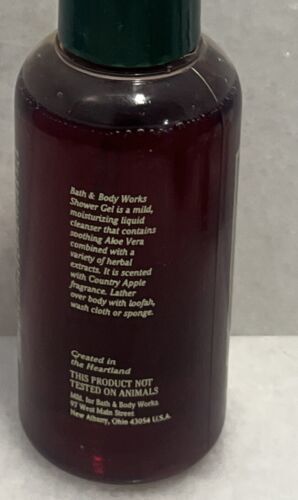 Bath & Body Works
Shower Gel is a mild,
moisturizing liquid
cleanser that contains
soothing Aloe Vera
combined with a
variety of herbal
extracts. It is scented
with Country Apple
fragrance. Lather
over body with loofah,
wash cloth or sponge.
Created in
the Heartland
THIS PRODUCT NOT
TESTED ON ANIMALS
Mfd. for Bath & Body Works
97 West Main Street
New Albany, Ohio 43054 U.S.A.